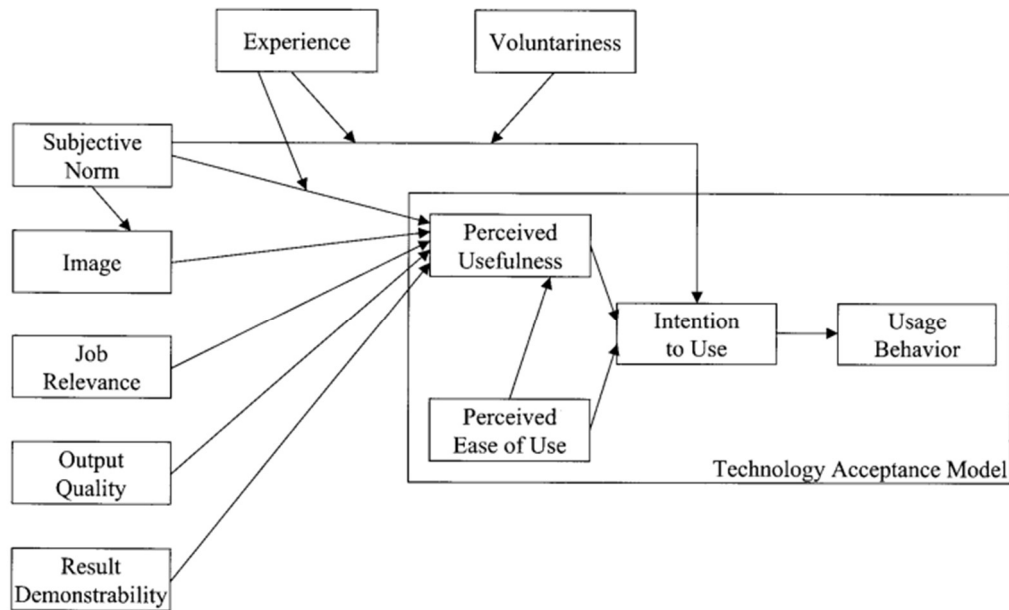 Experience
Voluntariness
Subjective
Norm
Image
Job
Relevance
Output
Quality
Result
Demonstrability
Perceived
Usefulness
Perceived
Ease of Use
Intention
to Use
Usage
Behavior
Technology Acceptance Model